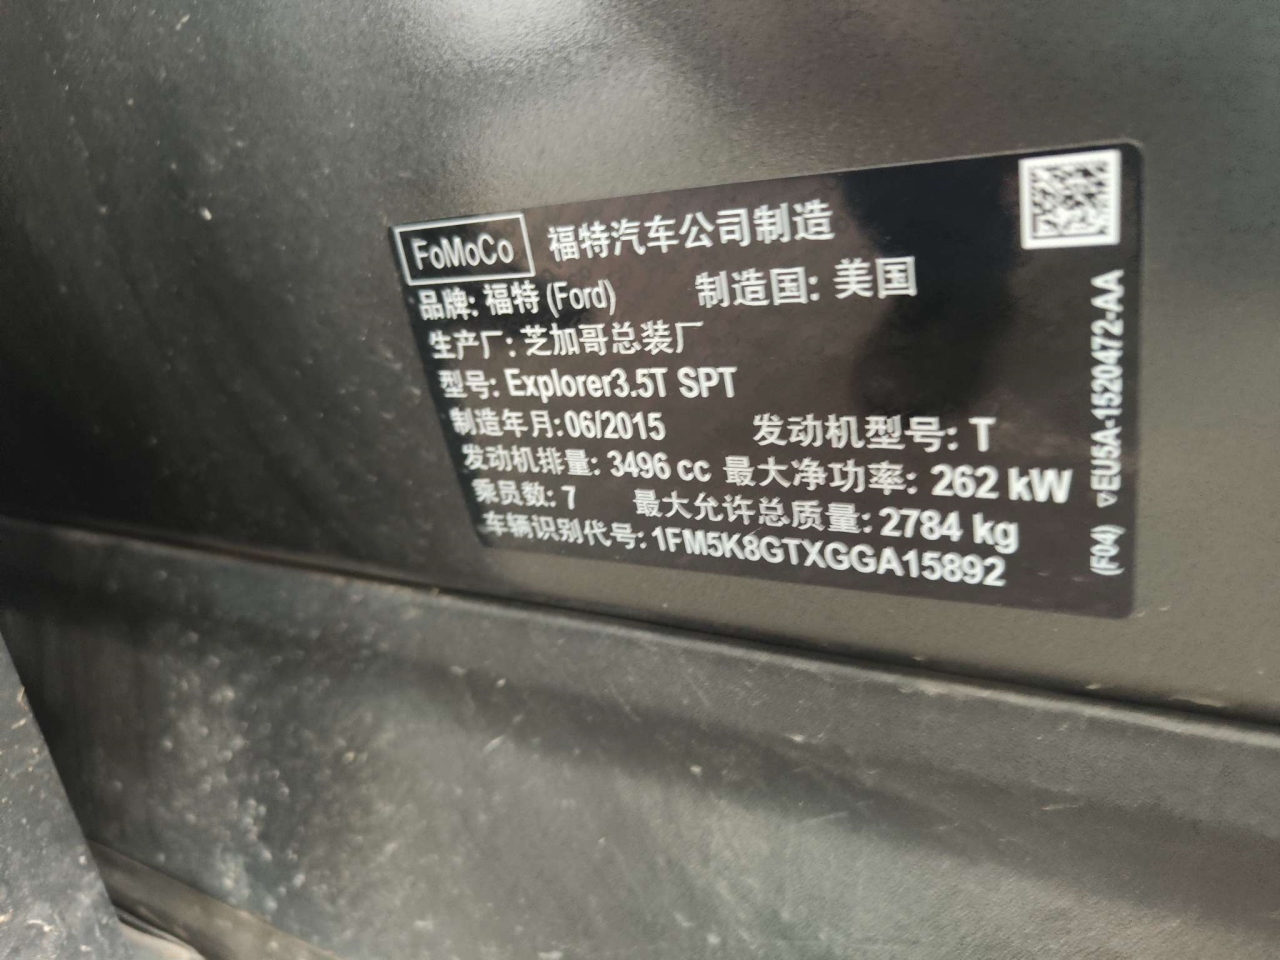 FoMoCo 福特汽车公司制造
品牌: 福特 (Ford) 制造国: 美国
生产厂: 芝加哥总装厂
型号: Explorer3.5T SPT
制造年月: 06/2015 发动机型号: T
发动机排量: 3496 cc 最大净功率: 262 kW
乘员数: 7 最大允许总质量: 2784 kg
车辆识别代号: 1FM5K8GTXGGA15892
(F04) ▿EU5A-1520472-AA